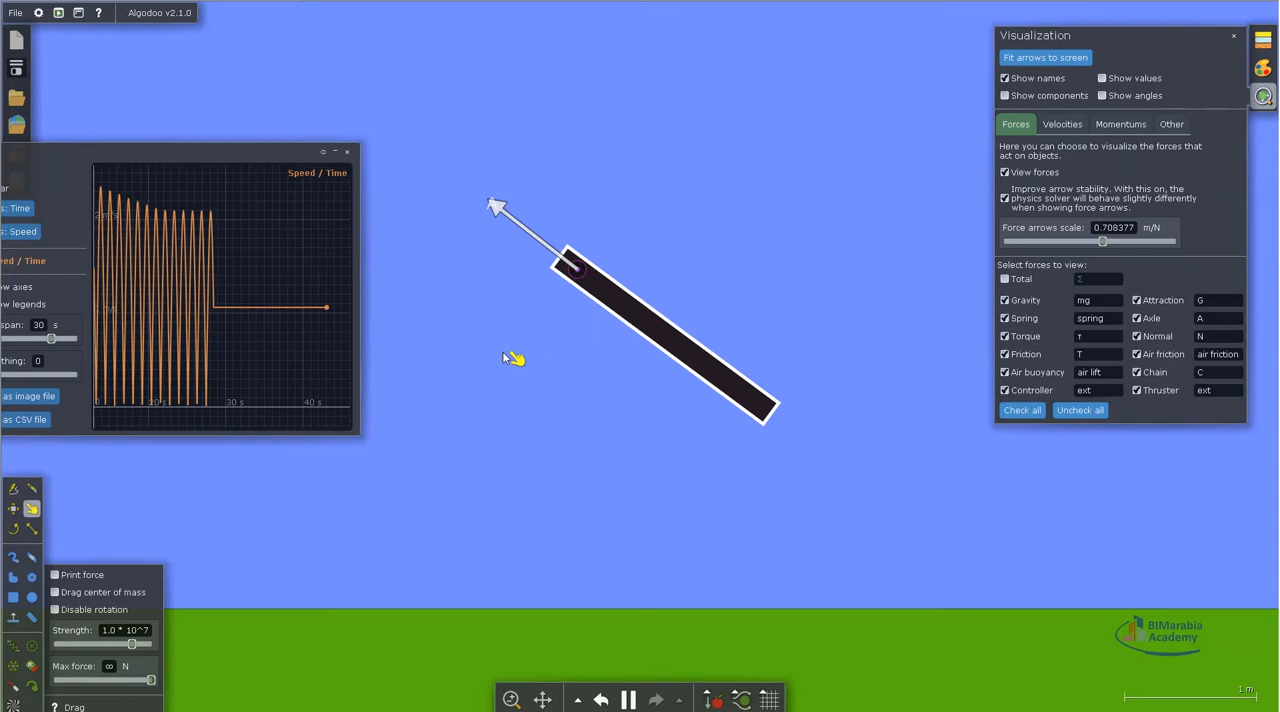 File ? Algodoo v2.1.0
Visualization
Fit arrows to screen
Show names Show values
Show components Show angles
Forces Velocities Momentums Other
Here you can choose to visualize the forces that
act on objects.
View forces
Improve arrow stability. With this on, the
physics solver will behave slightly differently
when showing force arrows.
Force arrows scale: 0.708377 m/N
Select forces to view:
Total Σ
Gravity mg Attraction G
Spring spring Axle A
Torque τ Normal N
Friction T Air friction air friction
Air buoyancy air lift Chain C
Controller ext Thruster ext
Check all Uncheck all
Speed / Time
ar
s: Time
s: Speed
eed / Time
ow axes
ow legends
span: 30 s
thing: 0
as image file
as CSV file
2 m/s
0 20 s 30 s 40 s
A
Print force
Drag center of mass
Disable rotation
Strength: 1.0 * 10^7
Max force: ∞ N
? Drag
BIMarabia
Academy
1 m